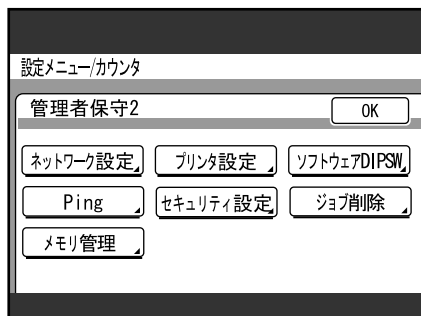 設定メニュー/カウンタ
管理者保守2 OK
ネットワーク設定 プリンタ設定 ソフトウェアDIPSW
Ping セキュリティ設定 ジョブ削除
メモリ管理